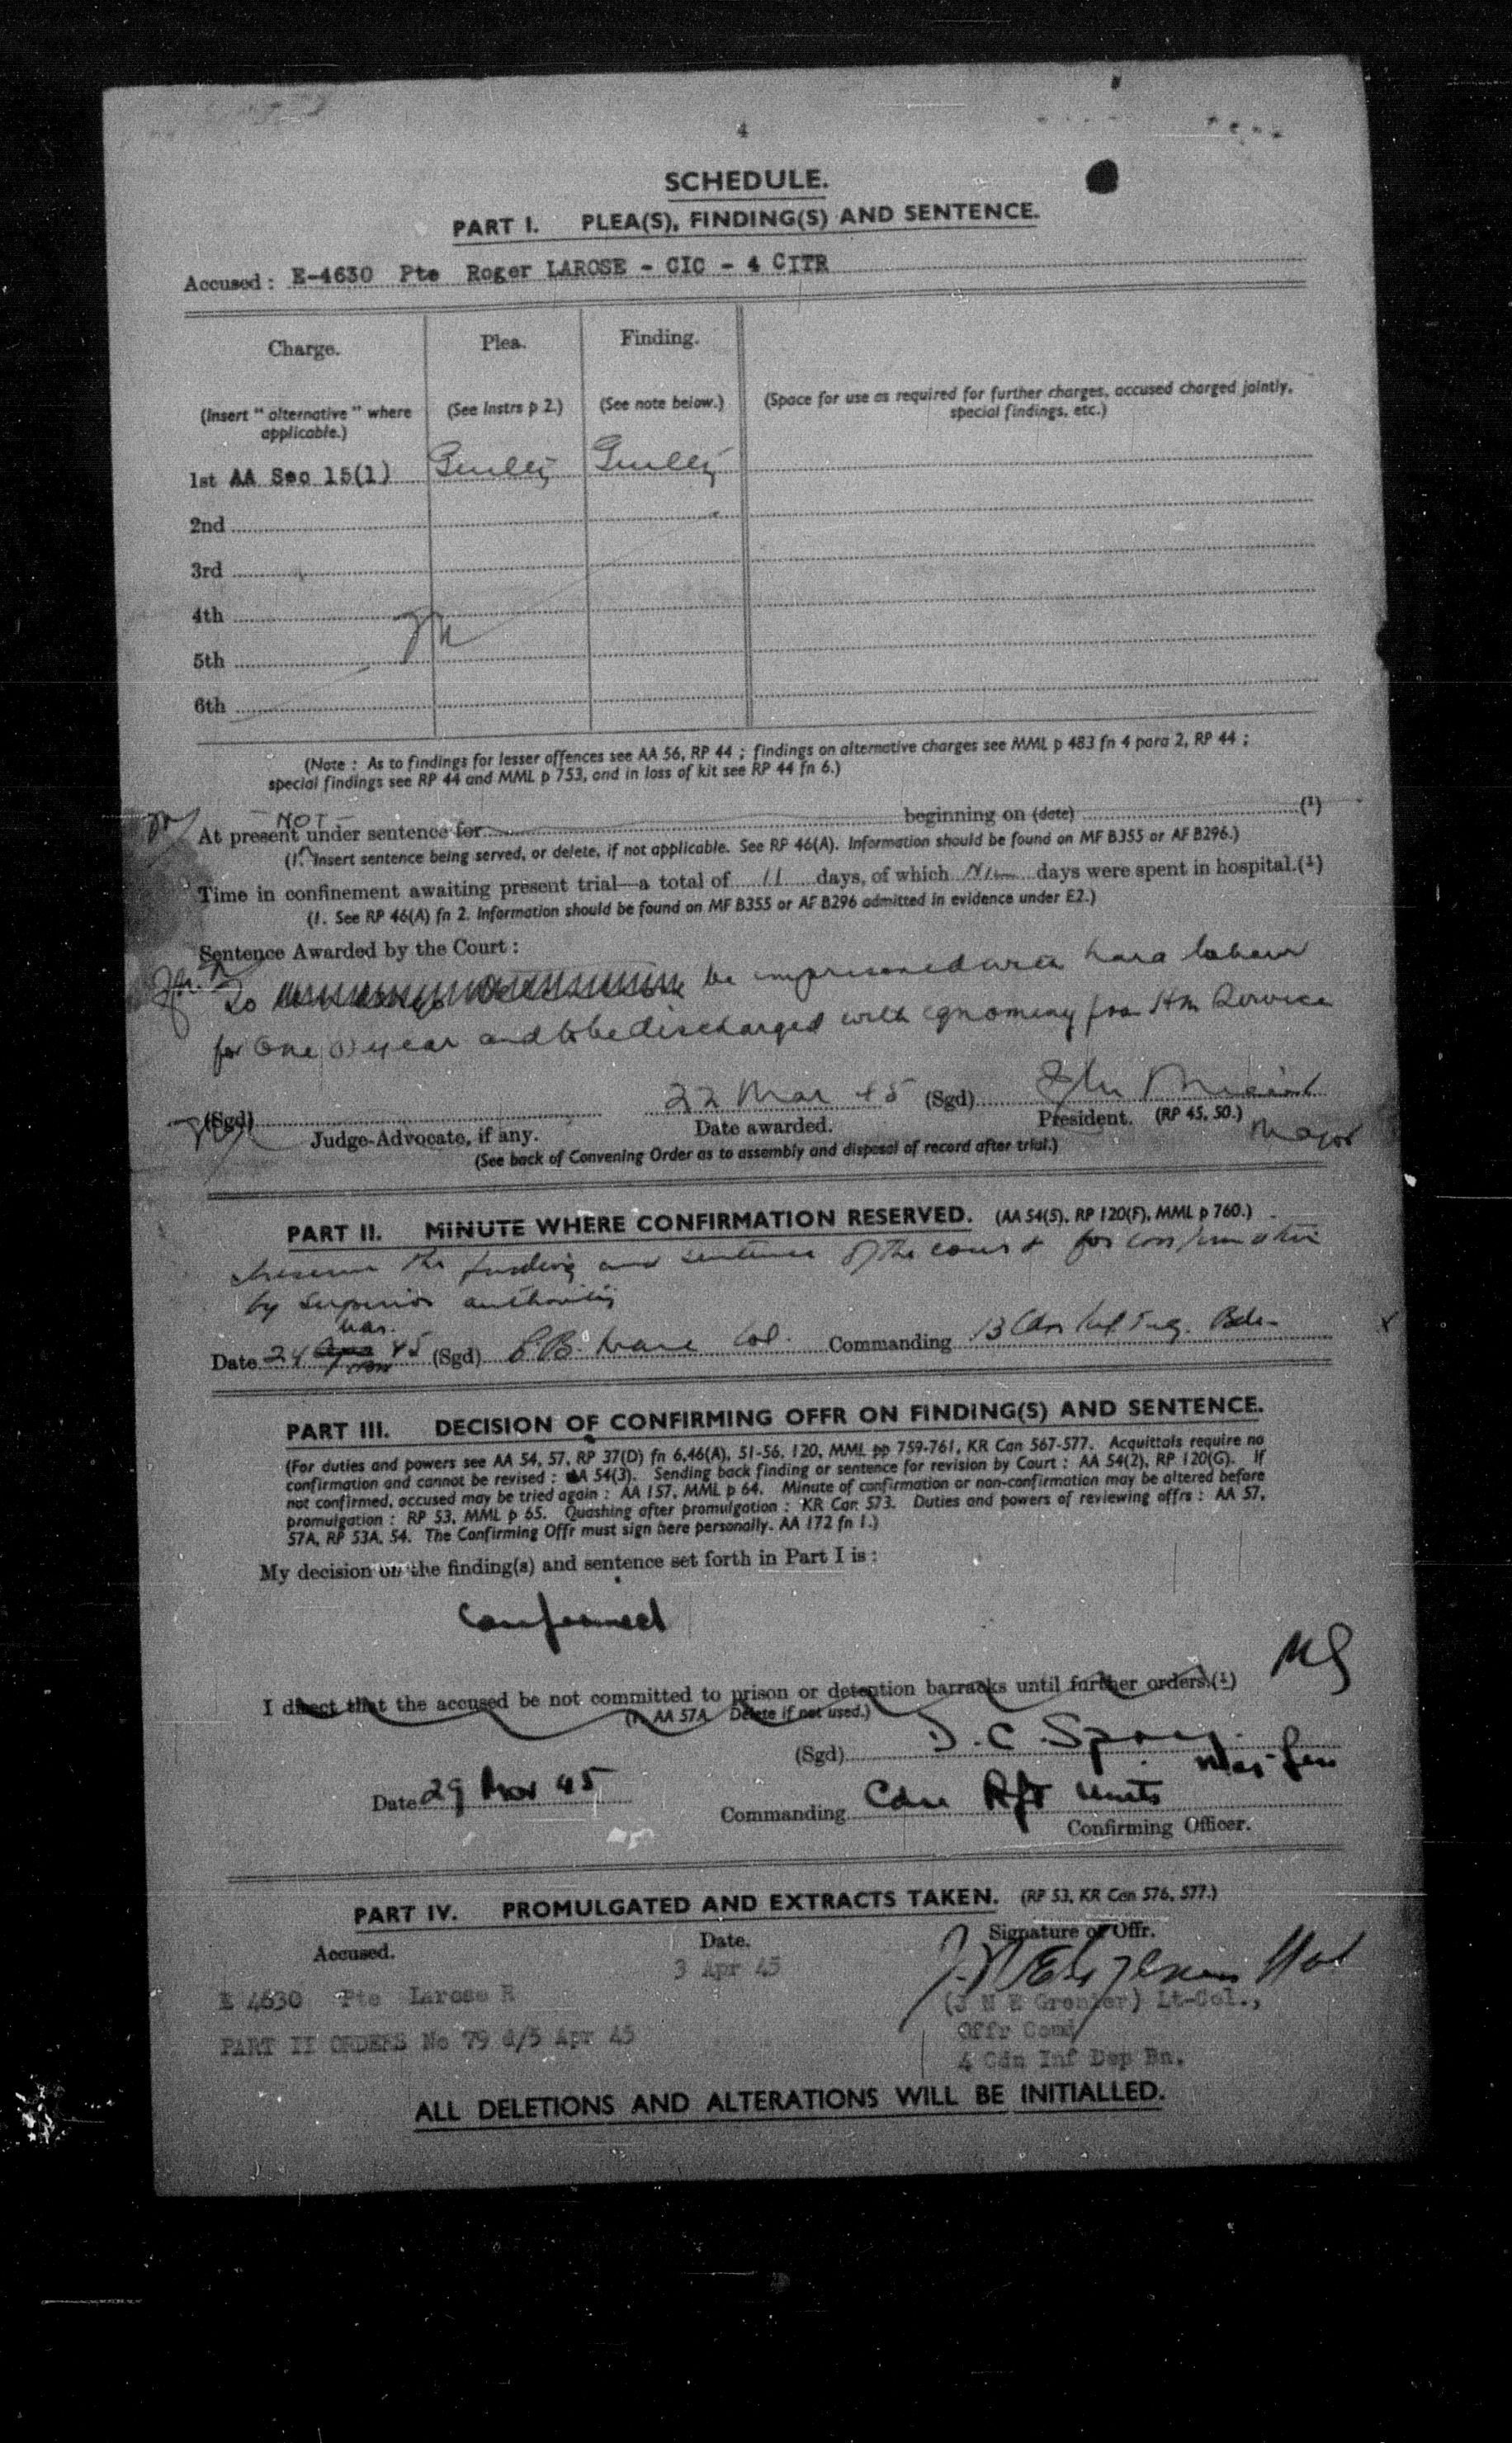 4
SCHEDULE.
PART I. PLEA(S), FINDING(S) AND SENTENCE.
Accused: E-4630 Pte Roger LAROSE - CIC - 4 CITR
Charge. Plea. Finding.
(Insert "alternative" where applicable.) (See Instrs p 2.) (See note below.) (Space for use as required for further charges, accused charged jointly, special findings, etc.)
1st AA Sec 15(1) Guilty Guilty
2nd
3rd
4th
5th
6th
(Note: As to findings for lesser offences see AA 56, RP 44; findings on alternative charges see MML p 483 fn 4 para 2, RP 44;
special findings see RP 44 and MML p 753, and in loss of kit see RP 44 fn 6.)
NOT
At present under sentence for beginning on (date) (1)
(1. Insert sentence being served, or delete, if not applicable. See RP 46(A). Information should be found on MF B355 or AF B296.)
Time in confinement awaiting present trial—a total of 11 days, of which Nil days were spent in hospital.(1)
(1. See RP 46(A) fn 2. Information should be found on MF B355 or AF B296 admitted in evidence under E2.)
Sentence Awarded by the Court:
To be imprisoned with hard labour
for one (1) year and to be discharged with ignominy from HM Service
(Sgd) 22 Mar 45 (Sgd)
Judge-Advocate, if any. Date awarded. President. (RP 45, 50.) Major
(See back of Convening Order as to assembly and disposal of record after trial.)
PART II. MINUTE WHERE CONFIRMATION RESERVED. (AA 54(5), RP 120(F), MML p 760.)
I reserve the finding and sentence of the court for confirmation
by superior authority
Mar.
Date 24 45 (Sgd) C.B. Ware Col. Commanding 13 Cdn Inf Trg. Bde
PART III. DECISION OF CONFIRMING OFFR ON FINDING(S) AND SENTENCE.
(For duties and powers see AA 54, 57, RP 37(D) fn 6,46(A), 51-56, 120, MML pp 759-761, KR Can 567-577. Acquittals require no
confirmation and cannot be revised: AA 54(3). Sending back finding or sentence for revision by Court: AA 54(2), RP 120(G). If
not confirmed, accused may be tried again: AA 157, MML p 64. Minute of confirmation or non-confirmation may be altered before
promulgation: RP 53, MML p 65. Quashing after promulgation: KR Can 573. Duties and powers of reviewing offrs: AA 57,
57A, RP 53A, 54. The Confirming Offr must sign here personally. AA 172 fn 1.)
My decision on the finding(s) and sentence set forth in Part I is:
Confirmed
I direct that the accused be not committed to prison or detention barracks until further orders.(1)
(1. AA 57A. Delete if not used.)
(Sgd) D. C. Spry Maj-Gen
Date 29 Mar 45 Commanding Cdn Rft Units
Confirming Officer.
PART IV. PROMULGATED AND EXTRACTS TAKEN. (RP 53, KR Can 576, 577.)
Accused. Date. Signature of Offr.
3 Apr 45
E 4630 Pte Larose R (J N E Grenier) Lt-Col.,
PART II ORDERS No 79 d/5 Apr 45 Offr Comd
4 Cdn Inf Dep Bn.
ALL DELETIONS AND ALTERATIONS WILL BE INITIALLED.